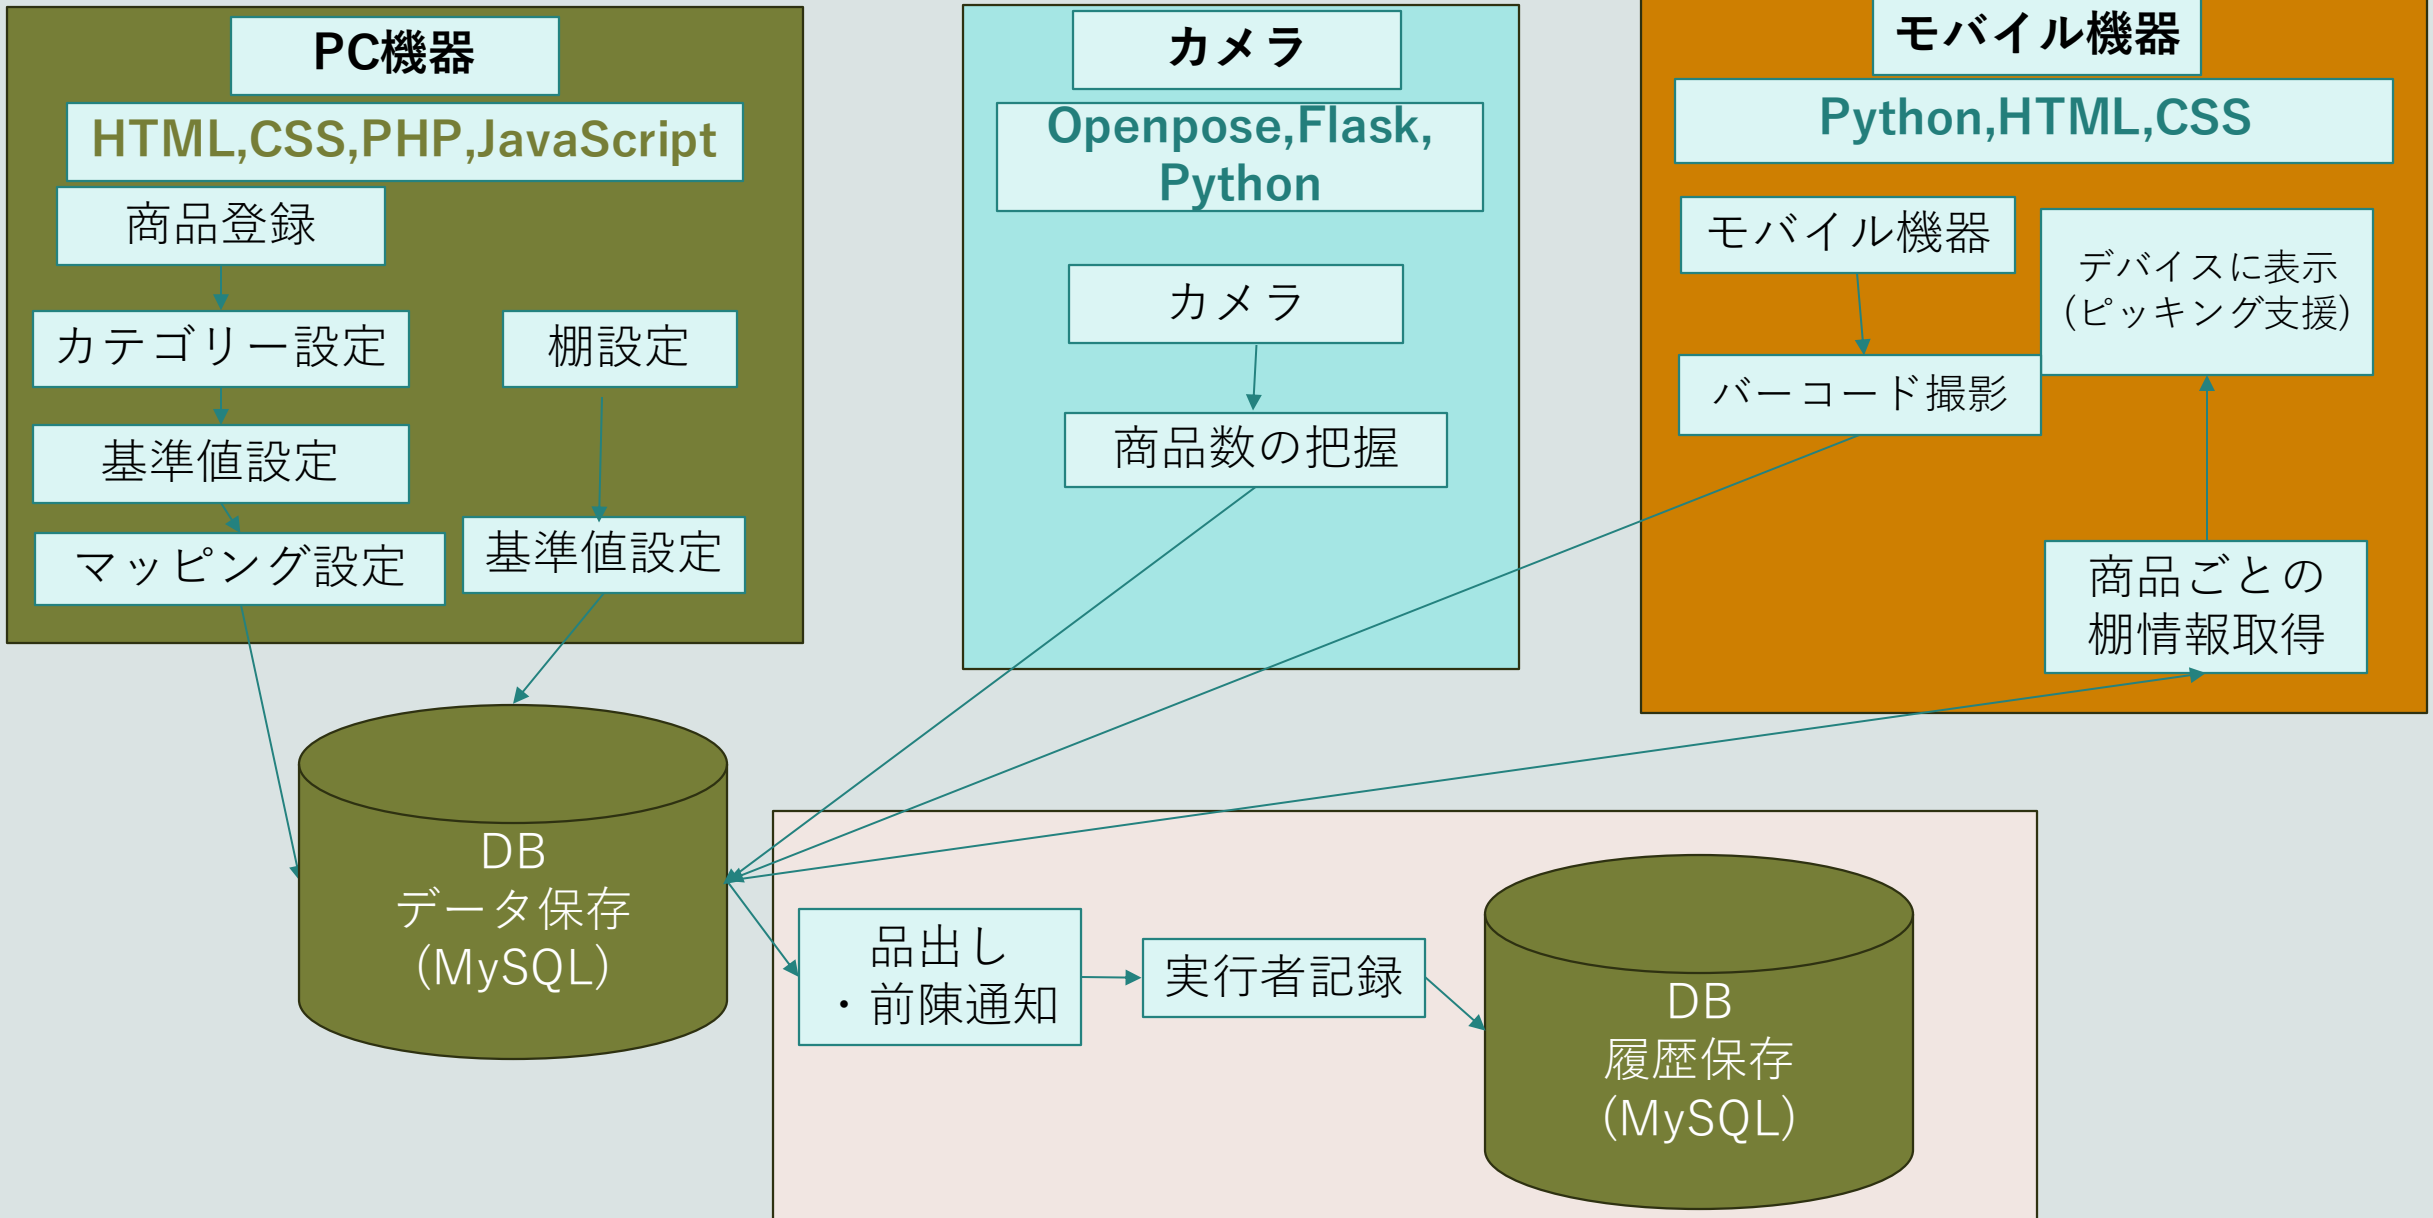 PC機器
HTML,CSS,PHP,JavaScript
商品登録
カテゴリー設定
基準値設定
マッピング設定
棚設定
基準値設定
カメラ
Openpose,Flask,
Python
カメラ
商品数の把握
モバイル機器
Python,HTML,CSS
モバイル機器
バーコード撮影
デバイスに表示
(ピッキング支援)
商品ごとの
棚情報取得
DB
データ保存
(MySQL)
品出し
・前陳通知
実行者記録
DB
履歴保存
(MySQL)